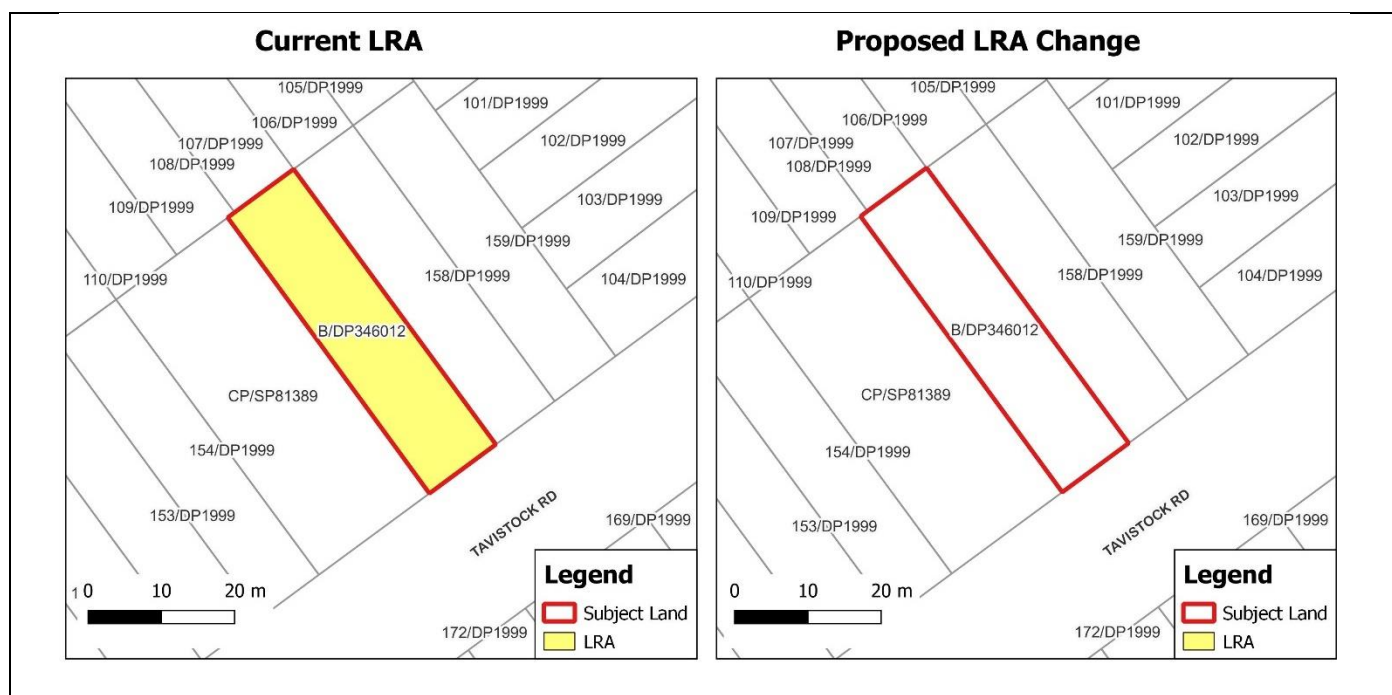 Current LRA
105/DP1999
101/DP1999
106/DP1999
102/DP1999
107/DP1999
108/DP1999
103/DP1999
109/DP1999
159/DP1999
158/DP1999
110/DP1999
104/DP1999
B/DP346012
CP/SP81389
154/DP1999
153/DP1999
TAVISTOCK RD
169/DP1999
172/DP1999
1
0 10 20 m
Legend
Subject Land
LRA
Proposed LRA Change
105/DP1999
101/DP1999
106/DP1999
102/DP1999
107/DP1999
108/DP1999
103/DP1999
109/DP1999
159/DP1999
158/DP1999
110/DP1999
104/DP1999
B/DP346012
CP/SP81389
154/DP1999
153/DP1999
TAVISTOCK RD
169/DP1999
172/DP1999
0 10 20 m
Legend
Subject Land
LRA